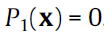 P₁(𝐱) = 0.